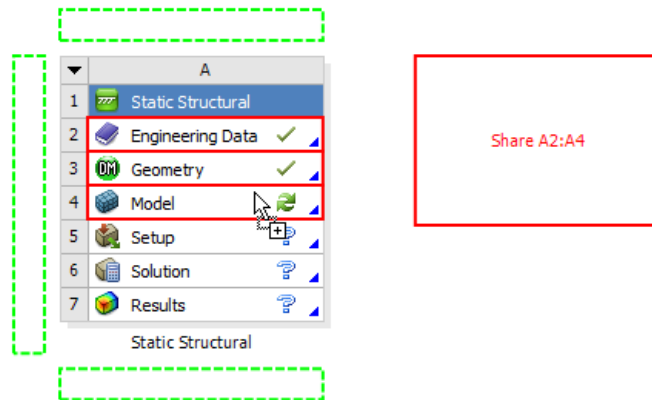 A
1 Static Structural
2 Engineering Data
3 DM Geometry
4 Model
5 Setup
6 Solution
7 Results
Static Structural
Share A2:A4